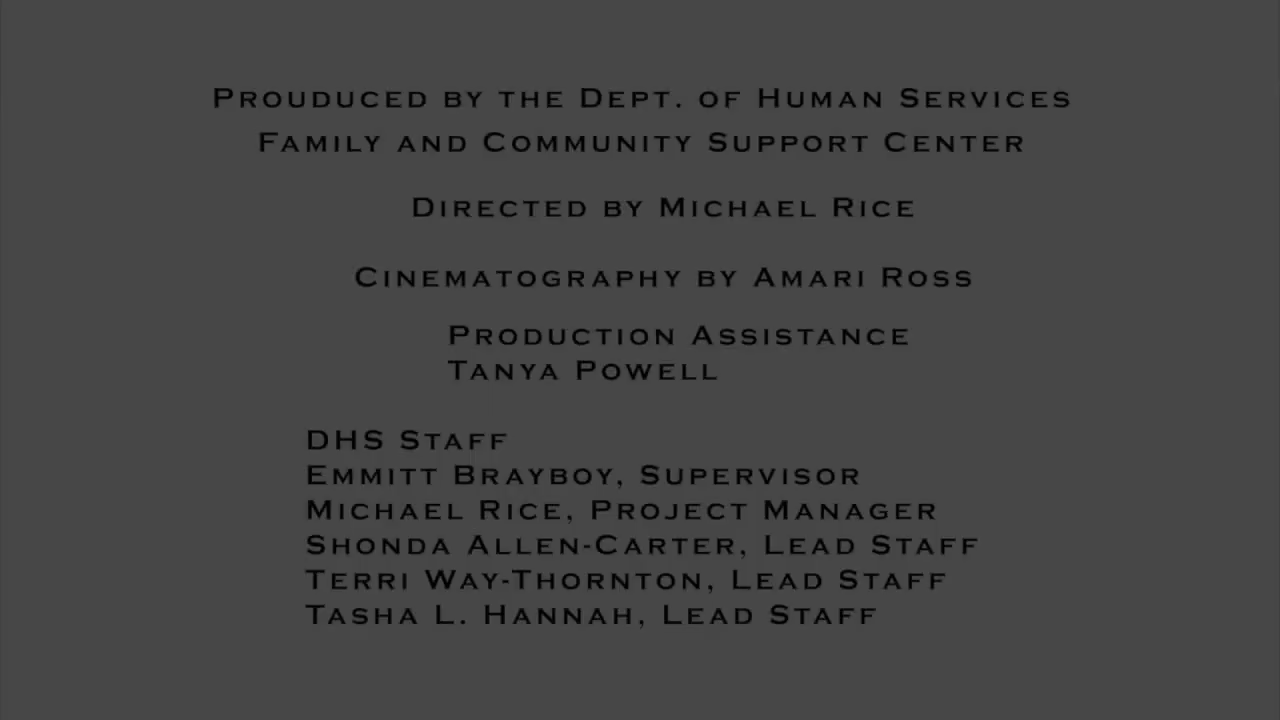 Prouduced by the Dept. of Human Services
Family and Community Support Center
Directed by Michael Rice
Cinematography by Amari Ross
Production Assistance
Tanya Powell
DHS Staff
Emmitt Brayboy, Supervisor
Michael Rice, Project Manager
Shonda Allen-Carter, Lead Staff
Terri Way-Thornton, Lead Staff
Tasha L. Hannah, Lead Staff